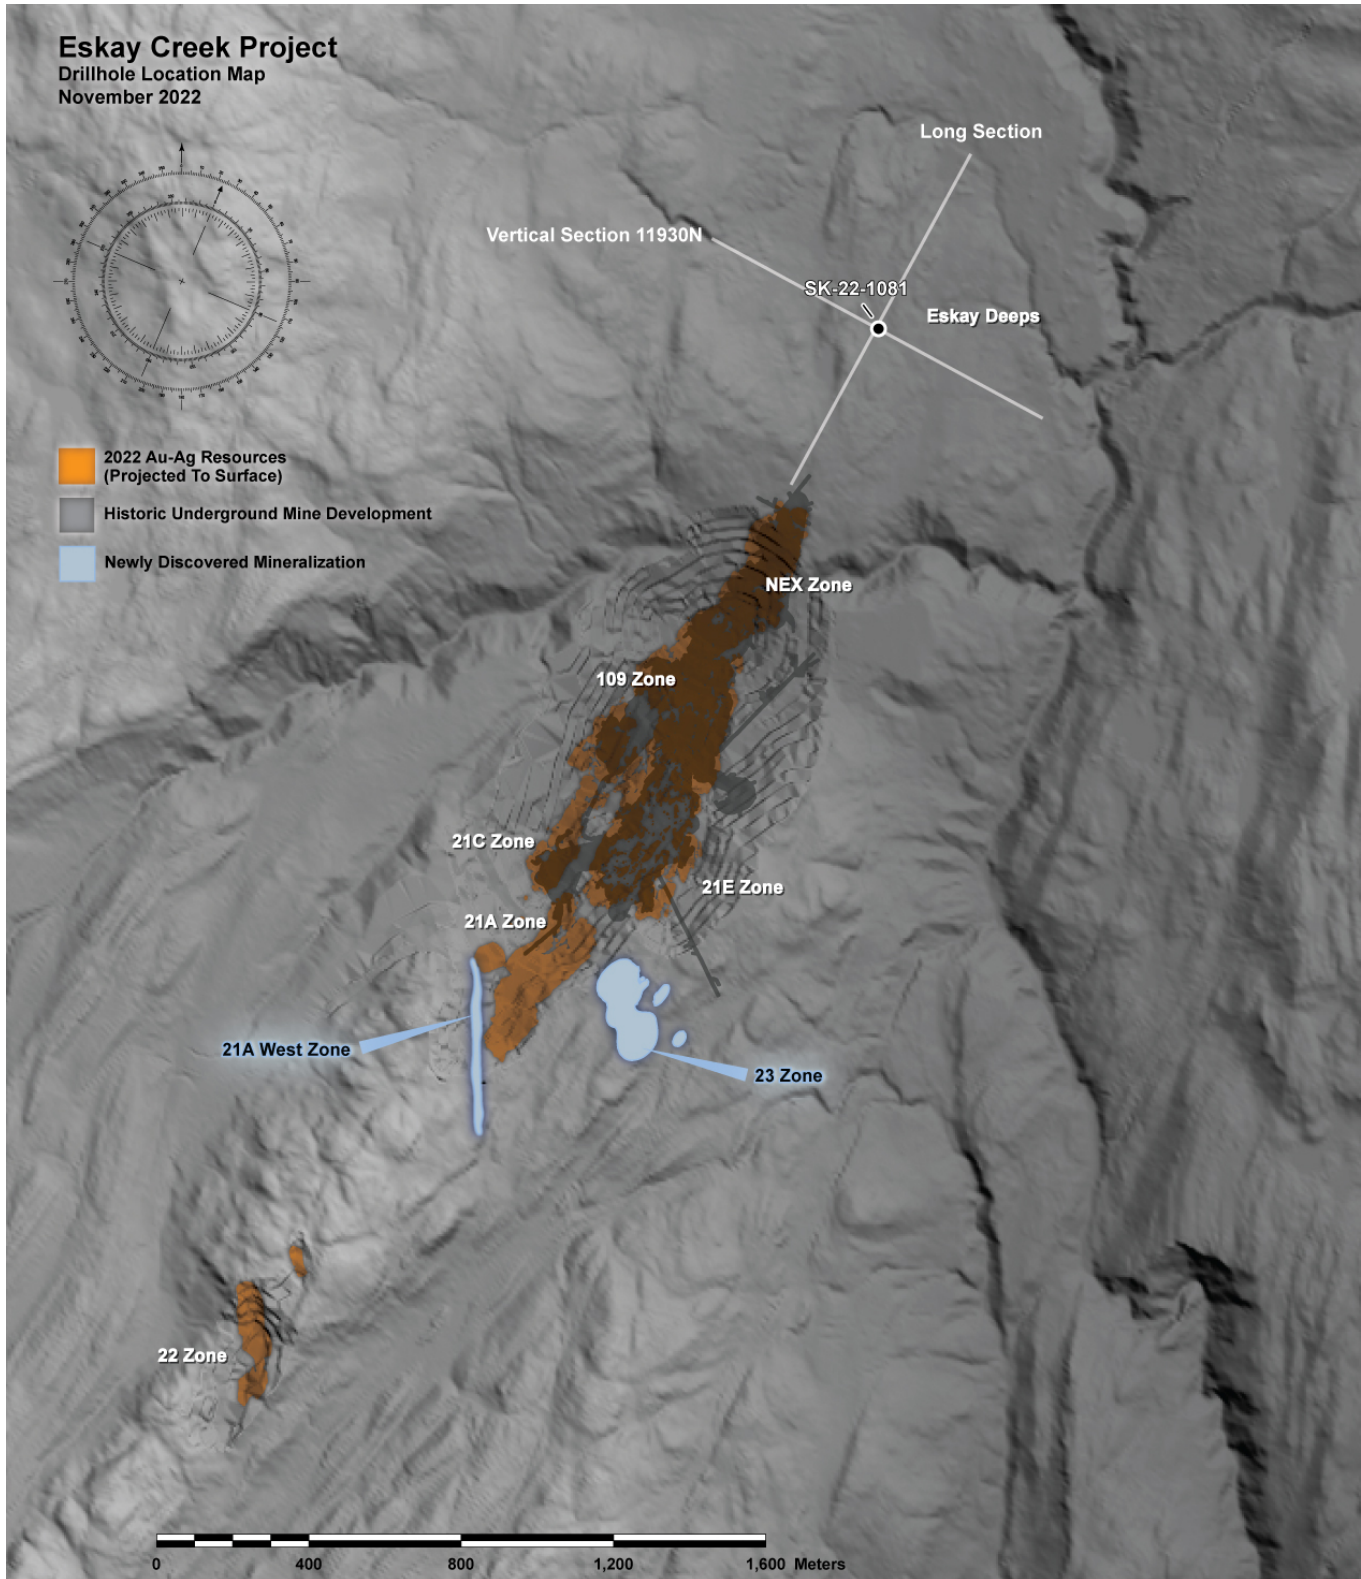 Eskay Creek Project
Drillhole Location Map
November 2022
Long Section
Vertical Section 11930N
SK-22-1081
Eskay Deeps
2022 Au-Ag Resources
(Projected To Surface)
Historic Underground Mine Development
Newly Discovered Mineralization
NEX Zone
109 Zone
21C Zone
21E Zone
21A Zone
21A West Zone
23 Zone
22 Zone
0 400 800 1,200 1,600 Meters